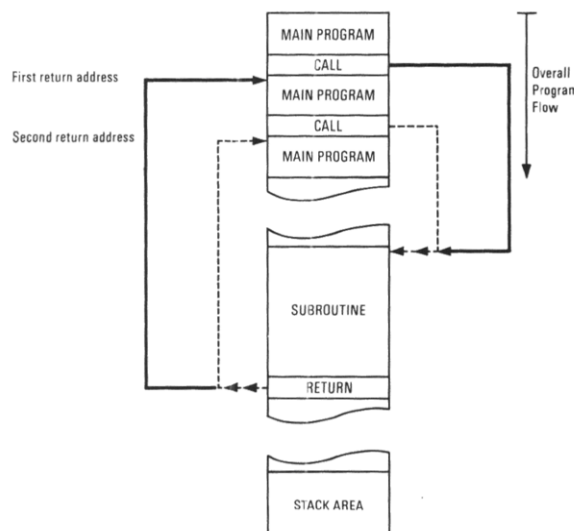 MAIN PROGRAM
CALL
First return address
MAIN PROGRAM
CALL
Second return address
MAIN PROGRAM
Overall
Program
Flow
SUBROUTINE
RETURN
STACK AREA